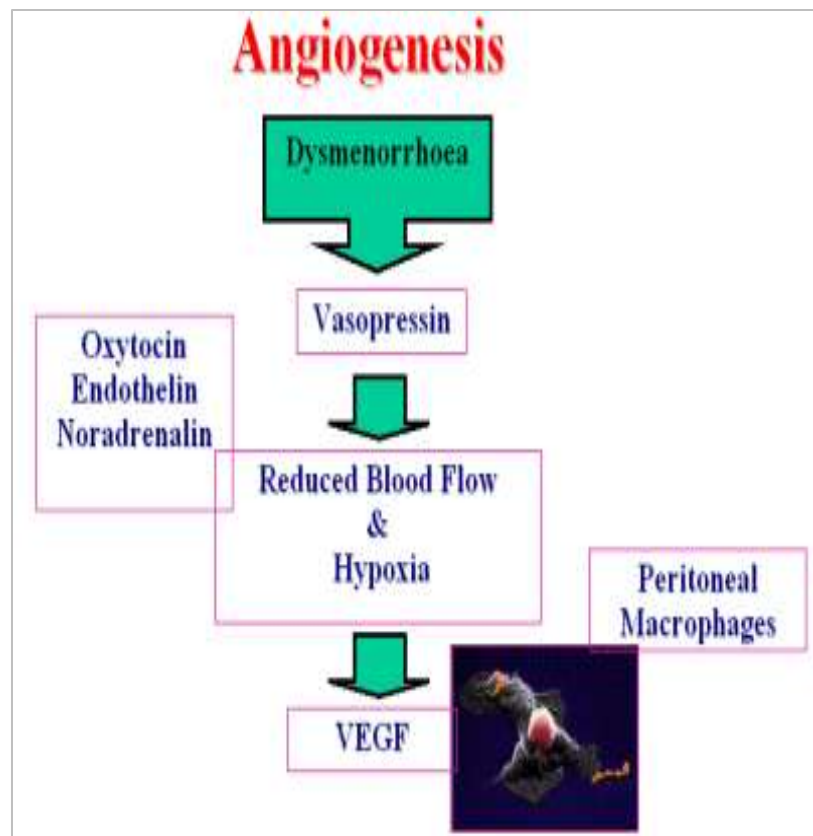 Angiogenesis
Dysmenorrhoea
Vasopressin
Oxytocin
Endothelin
Noradrenalin
Reduced Blood Flow
&
Hypoxia
Peritoneal
Macrophages
VEGF